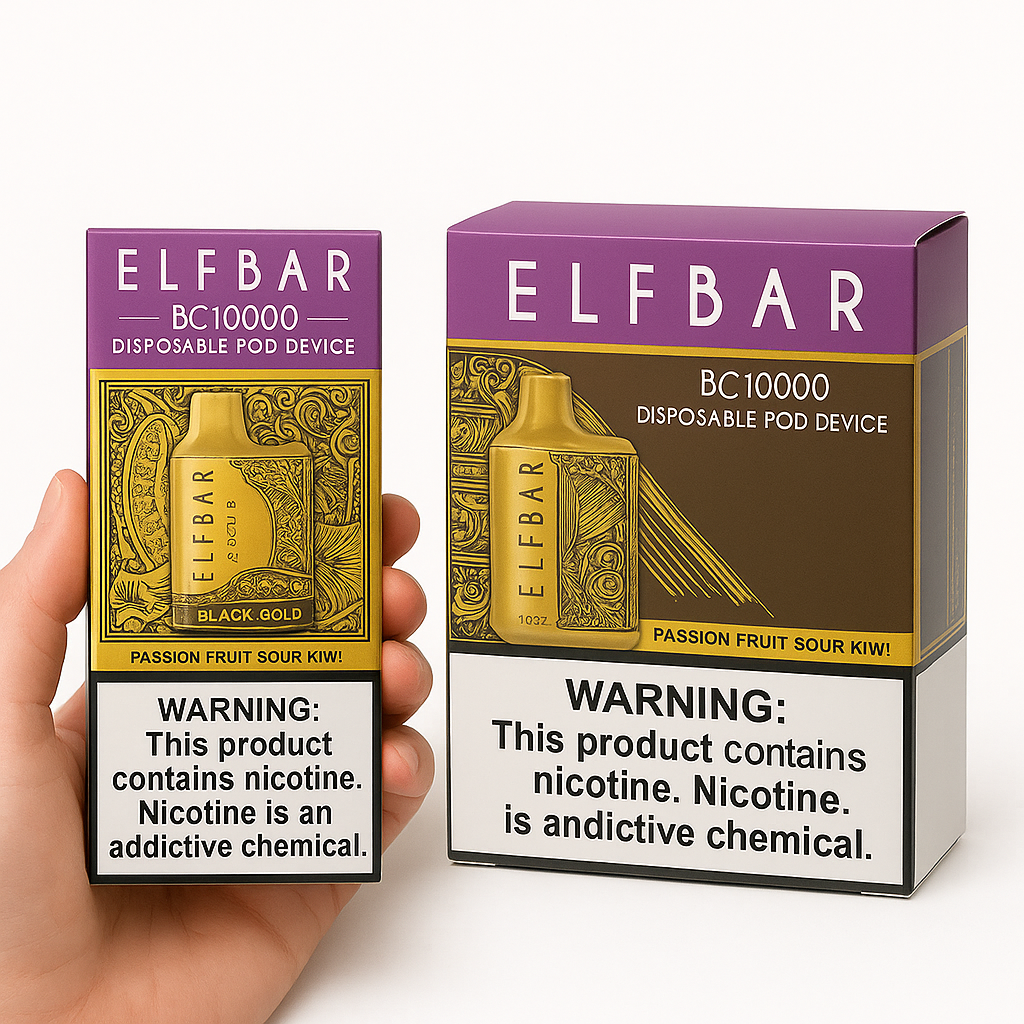 ELFBAR
BC10000
DISPOSABLE POD DEVICE
ELFBAR
BLACK.GOLD
PASSION FRUIT SOUR KIW!
WARNING:
This product
contains nicotine.
Nicotine is an
addictive chemical.
ELFBAR
BC10000
DISPOSABLE POD DEVICE
ELFBAR
PASSION FRUIT SOUR KIW!
WARNING:
This product contains
nicotine. Nicotine.
is andictive chemical.